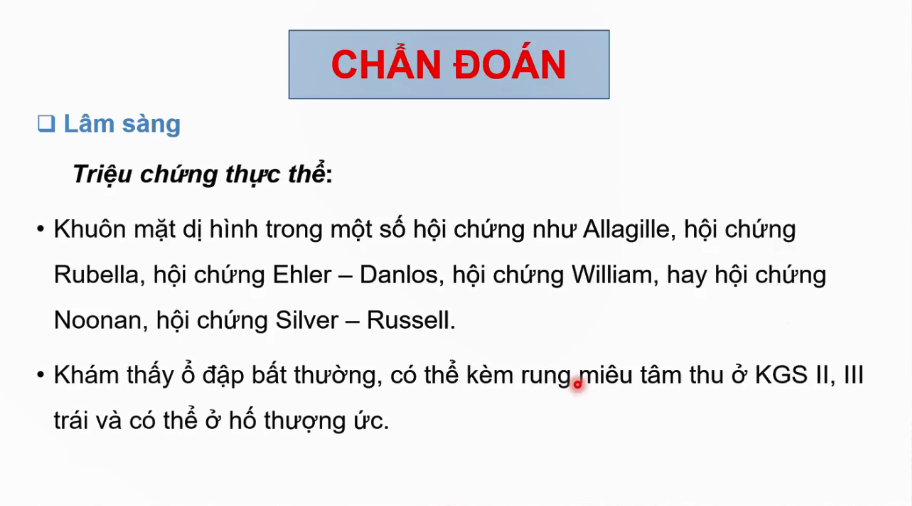 CHẨN ĐOÁN
❑ Lâm sàng
Triệu chứng thực thể:
• Khuôn mặt dị hình trong một số hội chứng như Allagille, hội chứng
Rubella, hội chứng Ehler – Danlos, hội chứng William, hay hội chứng
Noonan, hội chứng Silver – Russell.
• Khám thấy ổ đập bất thường, có thể kèm rung miêu tâm thu ở KGS II, III
trái và có thể ở hố thượng ức.